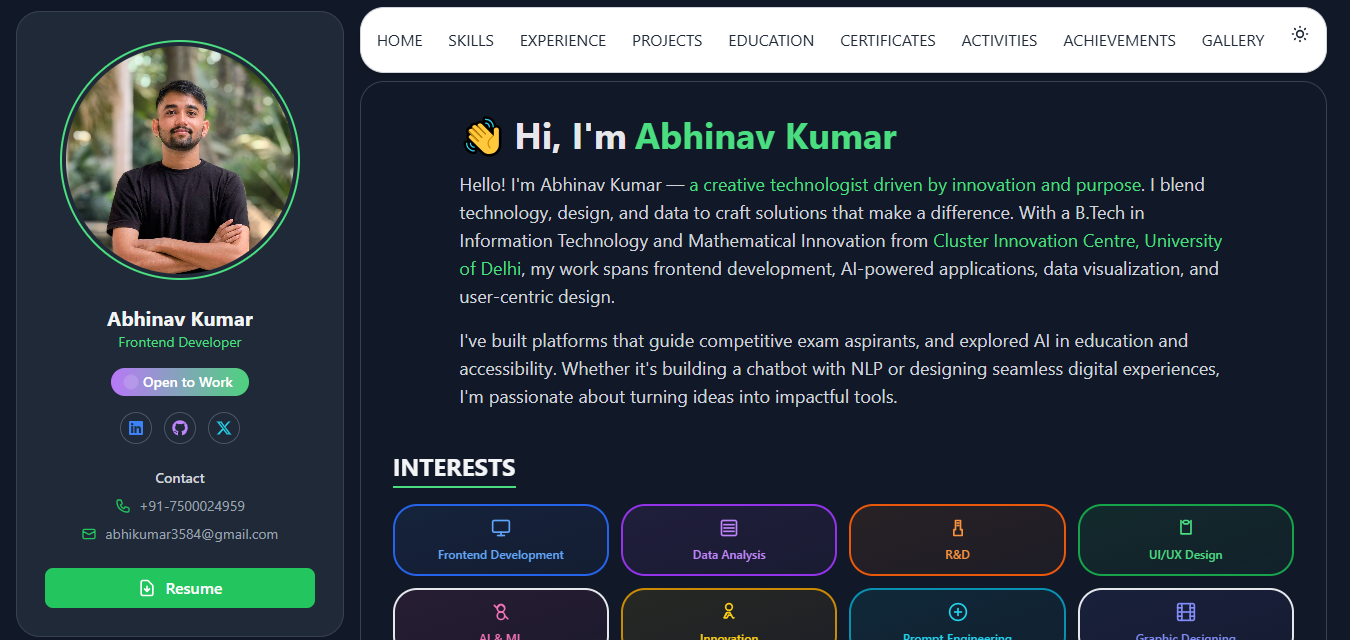 HOME SKILLS EXPERIENCE PROJECTS EDUCATION CERTIFICATES ACTIVITIES ACHIEVEMENTS GALLERY
Abhinav Kumar
Frontend Developer
Open to Work
Contact
+91-7500024959
abhikumar3584@gmail.com
Resume
👋 Hi, I'm Abhinav Kumar
Hello! I'm Abhinav Kumar — a creative technologist driven by innovation and purpose. I blend
technology, design, and data to craft solutions that make a difference. With a B.Tech in
Information Technology and Mathematical Innovation from Cluster Innovation Centre, University
of Delhi, my work spans frontend development, AI-powered applications, data visualization, and
user-centric design.
I've built platforms that guide competitive exam aspirants, and explored AI in education and
accessibility. Whether it's building a chatbot with NLP or designing seamless digital experiences,
I'm passionate about turning ideas into impactful tools.
INTERESTS
Frontend Development
Data Analysis
R&D
UI/UX Design
AI & ML
Innovation
Prompt Engineering
Graphic Designing